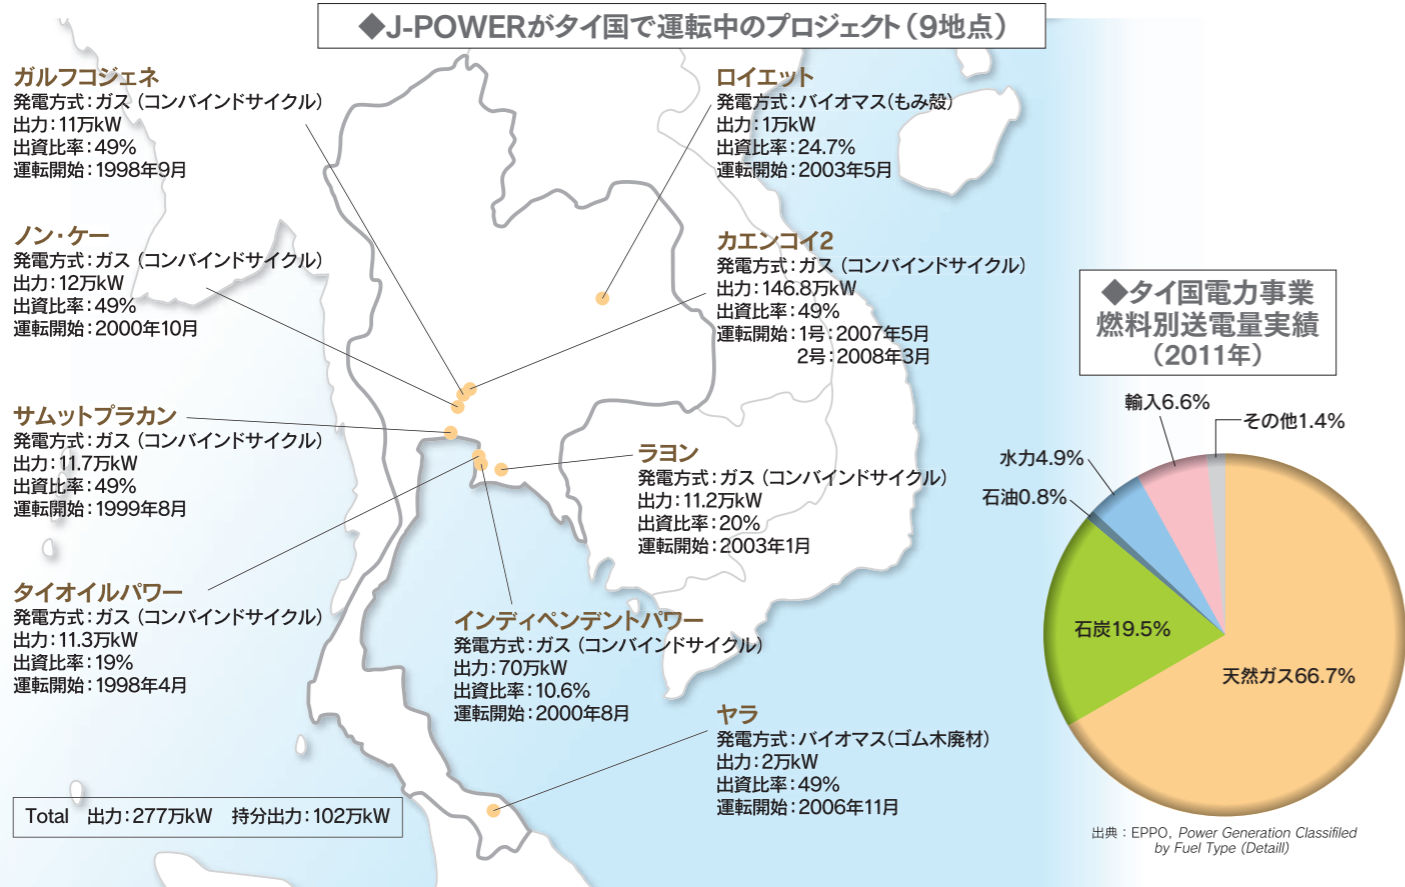 ◆J-POWERがタイ国で運転中のプロジェクト（9地点）
ガルフコジェネ
発電方式：ガス（コンバインドサイクル）
出力：11万kW
出資比率：49%
運転開始：1998年9月
ノン・ケー
発電方式：ガス（コンバインドサイクル）
出力：12万kW
出資比率：49%
運転開始：2000年10月
サムットプラカン
発電方式：ガス（コンバインドサイクル）
出力：11.7万kW
出資比率：49%
運転開始：1999年8月
タイオイルパワー
発電方式：ガス（コンバインドサイクル）
出力：11.3万kW
出資比率：19%
運転開始：1998年4月
ロイエット
発電方式：バイオマス（もみ殻）
出力：1万kW
出資比率：24.7%
運転開始：2003年5月
カエンコイ2
発電方式：ガス（コンバインドサイクル）
出力：146.8万kW
出資比率：49%
運転開始：1号：2007年5月
2号：2008年3月
ラヨン
発電方式：ガス（コンバインドサイクル）
出力：11.2万kW
出資比率：20%
運転開始：2003年1月
インディペンデントパワー
発電方式：ガス（コンバインドサイクル）
出力：70万kW
出資比率：10.6%
運転開始：2000年8月
ヤラ
発電方式：バイオマス（ゴム木廃材）
出力：2万kW
出資比率：49%
運転開始：2006年11月
Total　出力：277万kW　持分出力：102万kW
◆タイ国電力事業
燃料別送電量実績
（2011年）
輸入6.6%
その他1.4%
水力4.9%
石油0.8%
石炭19.5%
天然ガス66.7%
出典：EPPO, Power Generation Classifiled
by Fuel Type (Detaill)